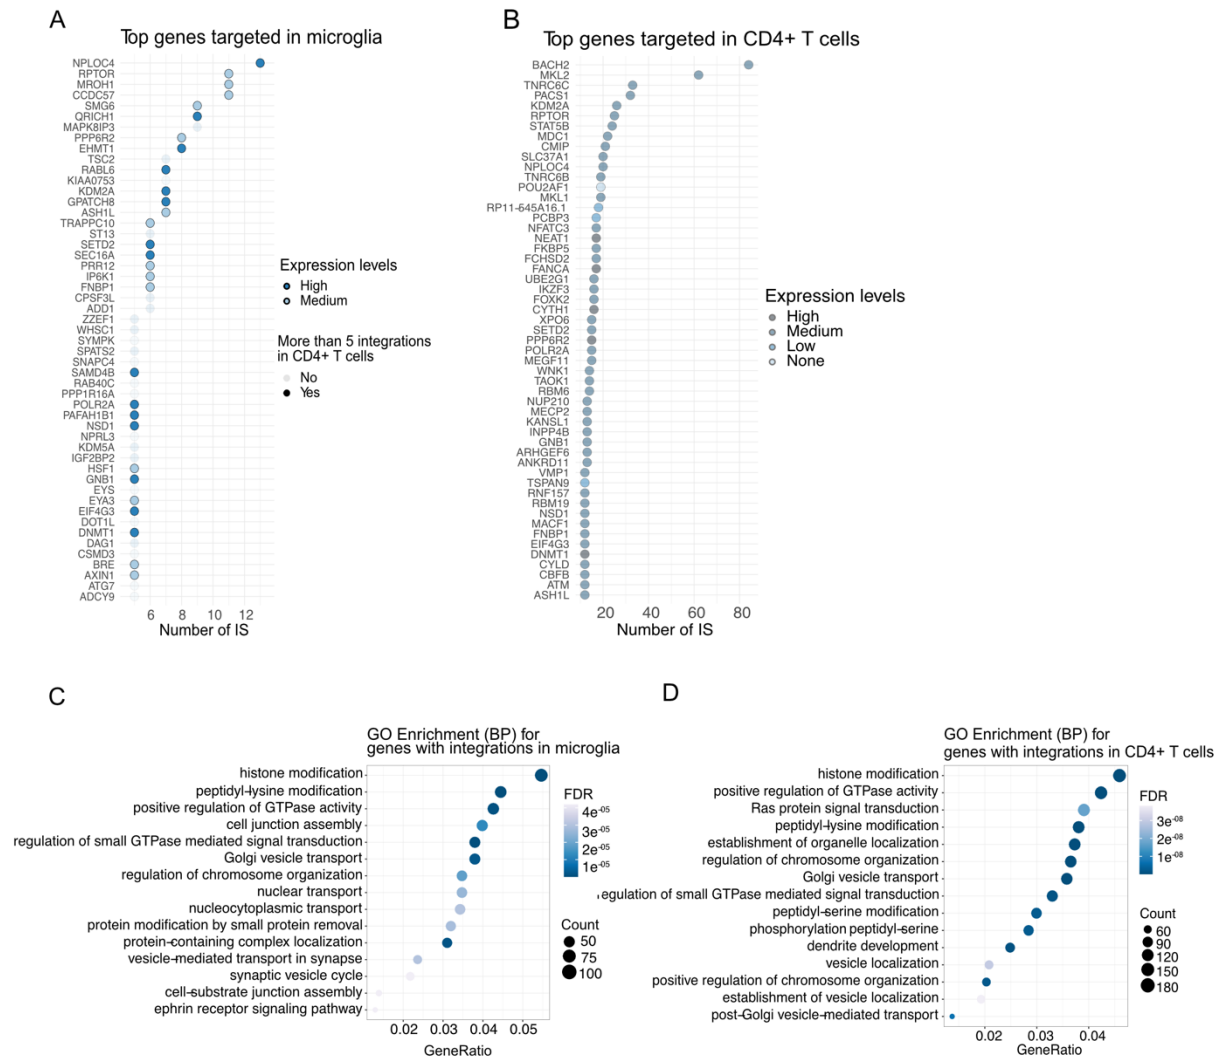 A
Top genes targeted in microglia
NPLOC4
RPTOR
MROH1
CCDC57
SMG6
QRICH1
MAPK8IP3
PPP6R2
EHMT1
TSC2
RABL6
KIAA0753
KDM2A
GPATCH8
ASH1L
TRAPPC10
ST13
SETD2
SEC16A
PRR12
IP6K1
FNBP1
CPSF3L
ADD1
ZZEF1
WHSC1
SYMPK
SPATS2
SNAPC4
SAMD4B
RAB40C
PPP1R16A
POLR2A
PAFAH1B1
NSD1
NPRL3
KDM5A
IGF2BP2
HSF1
GNB1
EYS
EYA3
EIF4G3
DOT1L
DNMT1
DAG1
CSMD3
BRE
AXIN1
ATG7
ADCY9
6 8 10 12
Number of IS
Expression levels
High
Medium
More than 5 integrations
in CD4+ T cells
No
Yes
B
Top genes targeted in CD4+ T cells
BACH2
MKL2
TNRC6C
PACS1
KDM2A
RPTOR
STAT5B
MDC1
CMIP
SLC37A1
NPLOC4
TNRC6B
POU2AF1
MKL1
RP11-545A16.1
PCBP3
NFATC3
NEAT1
FKBP5
FCHSD2
FANCA
UBE2G1
IKZF3
FOXK2
CYTH1
XPO6
SETD2
PPP6R2
POLR2A
MEGF11
WNK1
TAOK1
RBM6
NUP210
MECP2
KANSL1
INPP4B
GNB1
ARHGEF6
ANKRD11
VMP1
TSPAN9
RNF157
RBM19
NSD1
MACF1
FNBP1
EIF4G3
DNMT1
CYLD
CBFB
ATM
ASH1L
20 40 60 80
Number of IS
Expression levels
High
Medium
Low
None
C
GO Enrichment (BP) for
genes with integrations in microglia
histone modification
peptidyl-lysine modification
positive regulation of GTPase activity
cell junction assembly
regulation of small GTPase mediated signal transduction
Golgi vesicle transport
regulation of chromosome organization
nuclear transport
nucleocytoplasmic transport
protein modification by small protein removal
protein-containing complex localization
vesicle-mediated transport in synapse
synaptic vesicle cycle
cell-substrate junction assembly
ephrin receptor signaling pathway
0.02 0.03 0.04 0.05
GeneRatio
FDR
4e-05
3e-05
2e-05
1e-05
Count
50
75
100
D
GO Enrichment (BP) for
genes with integrations in CD4+ T cells
histone modification
positive regulation of GTPase activity
Ras protein signal transduction
peptidyl-lysine modification
establishment of organelle localization
regulation of chromosome organization
Golgi vesicle transport
regulation of small GTPase mediated signal transduction
peptidyl-serine modification
phosphorylation peptidyl-serine
dendrite development
vesicle localization
positive regulation of chromosome organization
establishment of vesicle localization
post-Golgi vesicle-mediated transport
0.02 0.03 0.04
GeneRatio
FDR
3e-08
2e-08
1e-08
Count
60
90
120
150
180